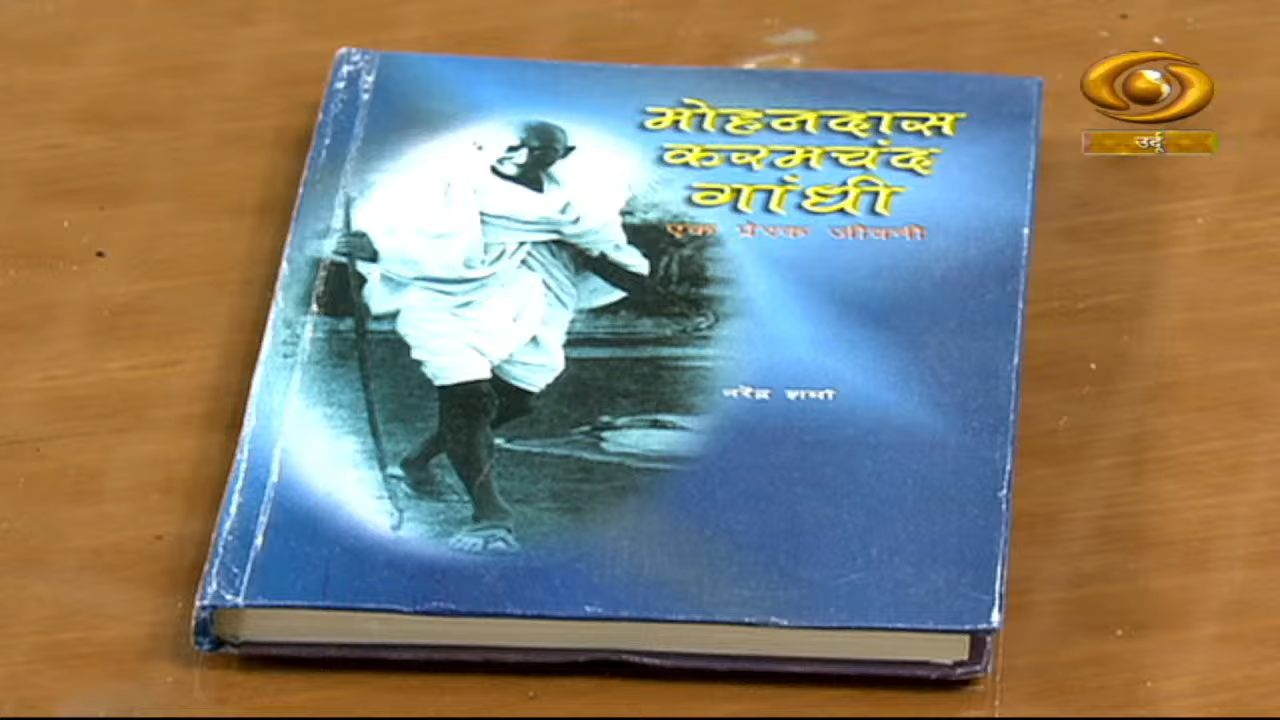 मोहनदास
करमचंद
गांधी
एक प्रेरक जीवनी
नरेंद्र शर्मा
उर्दू